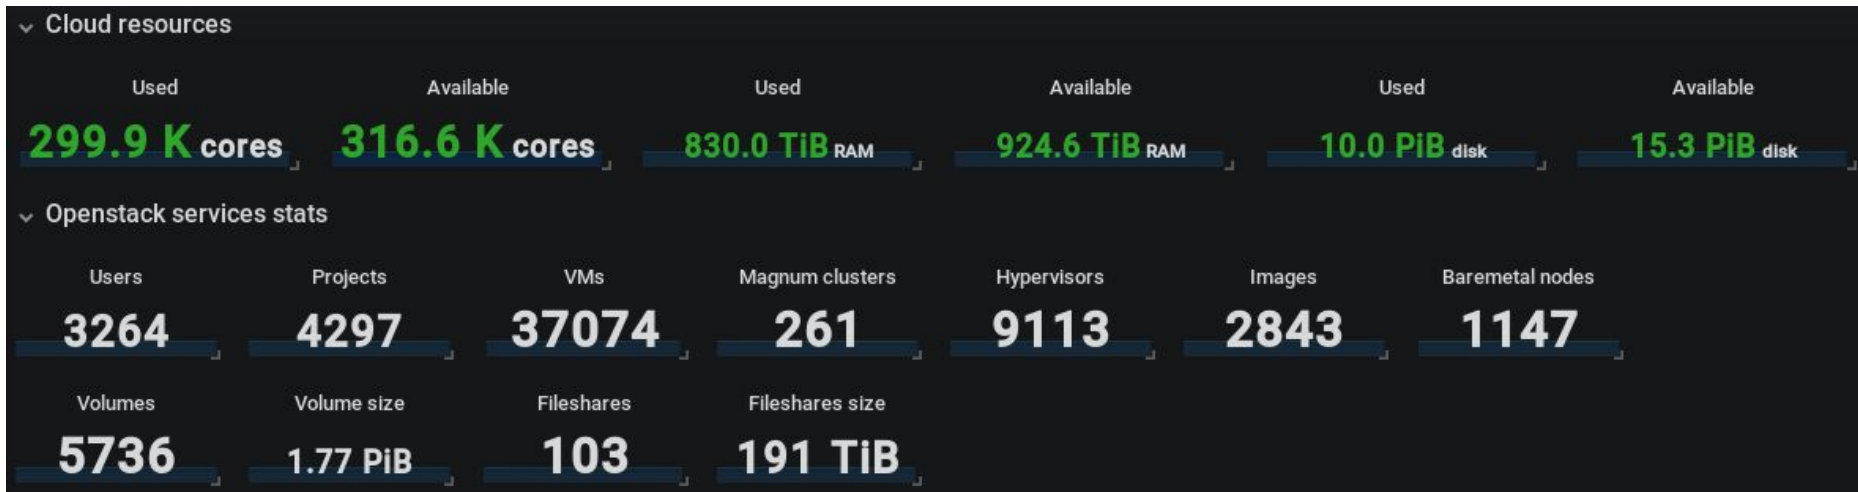 Cloud resources
Used Available Used Available Used Available
299.9 K cores 316.6 K cores 830.0 TiB RAM 924.6 TiB RAM 10.0 PiB disk 15.3 PiB disk
Openstack services stats
Users Projects VMs Magnum clusters Hypervisors Images Baremetal nodes
3264 4297 37074 261 9113 2843 1147
Volumes Volume size Fileshares Fileshares size
5736 1.77 PiB 103 191 TiB